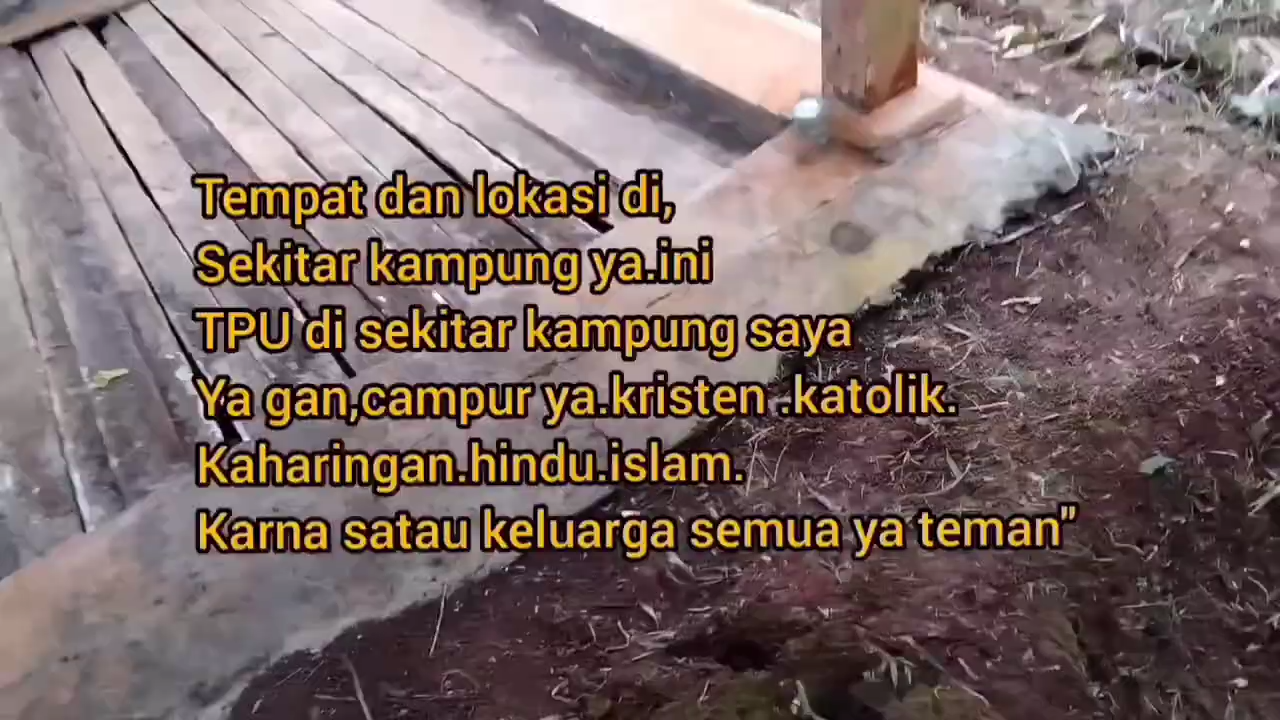 Tempat dan lokasi di,
Sekitar kampung ya.ini
TPU di sekitar kampung saya
Ya gan,campur ya.kristen .katolik.
Kaharingan.hindu.islam.
Karna satau keluarga semua ya teman"